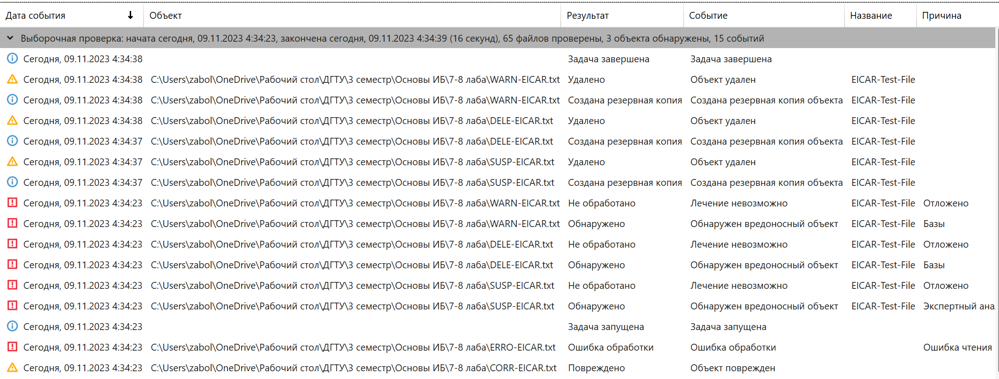 Дата события Объект Результат Событие Название Причина
Выборочная проверка: начата сегодня, 09.11.2023 4:34:23, закончена сегодня, 09.11.2023 4:34:39 (16 секунд), 65 файлов проверены, 3 объекта обнаружены, 15 событий
Сегодня, 09.11.2023 4:34:38 Задача завершена Задача завершена
Сегодня, 09.11.2023 4:34:38 C:\Users\zabol\OneDrive\Рабочий стол\ДГТУ\3 семестр\Основы ИБ\7-8 лаба\WARN-EICAR.txt Удалено Объект удален EICAR-Test-File
Сегодня, 09.11.2023 4:34:38 C:\Users\zabol\OneDrive\Рабочий стол\ДГТУ\3 семестр\Основы ИБ\7-8 лаба\WARN-EICAR.txt Создана резервная копия Создана резервная копия объекта EICAR-Test-File
Сегодня, 09.11.2023 4:34:38 C:\Users\zabol\OneDrive\Рабочий стол\ДГТУ\3 семестр\Основы ИБ\7-8 лаба\DELE-EICAR.txt Удалено Объект удален EICAR-Test-File
Сегодня, 09.11.2023 4:34:37 C:\Users\zabol\OneDrive\Рабочий стол\ДГТУ\3 семестр\Основы ИБ\7-8 лаба\DELE-EICAR.txt Создана резервная копия Создана резервная копия объекта EICAR-Test-File
Сегодня, 09.11.2023 4:34:37 C:\Users\zabol\OneDrive\Рабочий стол\ДГТУ\3 семестр\Основы ИБ\7-8 лаба\SUSP-EICAR.txt Удалено Объект удален EICAR-Test-File
Сегодня, 09.11.2023 4:34:37 C:\Users\zabol\OneDrive\Рабочий стол\ДГТУ\3 семестр\Основы ИБ\7-8 лаба\SUSP-EICAR.txt Создана резервная копия Создана резервная копия объекта EICAR-Test-File
Сегодня, 09.11.2023 4:34:23 C:\Users\zabol\OneDrive\Рабочий стол\ДГТУ\3 семестр\Основы ИБ\7-8 лаба\WARN-EICAR.txt Не обработано Лечение невозможно EICAR-Test-File Отложено
Сегодня, 09.11.2023 4:34:23 C:\Users\zabol\OneDrive\Рабочий стол\ДГТУ\3 семестр\Основы ИБ\7-8 лаба\WARN-EICAR.txt Обнаружено Обнаружен вредоносный объект EICAR-Test-File Базы
Сегодня, 09.11.2023 4:34:23 C:\Users\zabol\OneDrive\Рабочий стол\ДГТУ\3 семестр\Основы ИБ\7-8 лаба\DELE-EICAR.txt Не обработано Лечение невозможно EICAR-Test-File Отложено
Сегодня, 09.11.2023 4:34:23 C:\Users\zabol\OneDrive\Рабочий стол\ДГТУ\3 семестр\Основы ИБ\7-8 лаба\DELE-EICAR.txt Обнаружено Обнаружен вредоносный объект EICAR-Test-File Базы
Сегодня, 09.11.2023 4:34:23 C:\Users\zabol\OneDrive\Рабочий стол\ДГТУ\3 семестр\Основы ИБ\7-8 лаба\SUSP-EICAR.txt Не обработано Лечение невозможно EICAR-Test-File Отложено
Сегодня, 09.11.2023 4:34:23 C:\Users\zabol\OneDrive\Рабочий стол\ДГТУ\3 семестр\Основы ИБ\7-8 лаба\SUSP-EICAR.txt Обнаружено Обнаружен вредоносный объект EICAR-Test-File Экспертный ана
Сегодня, 09.11.2023 4:34:23 Задача запущена Задача запущена
Сегодня, 09.11.2023 4:34:23 C:\Users\zabol\OneDrive\Рабочий стол\ДГТУ\3 семестр\Основы ИБ\7-8 лаба\ERRO-EICAR.txt Ошибка обработки Ошибка обработки Ошибка чтения
Сегодня, 09.11.2023 4:34:23 C:\Users\zabol\OneDrive\Рабочий стол\ДГТУ\3 семестр\Основы ИБ\7-8 лаба\CORR-EICAR.txt Повреждено Объект поврежден